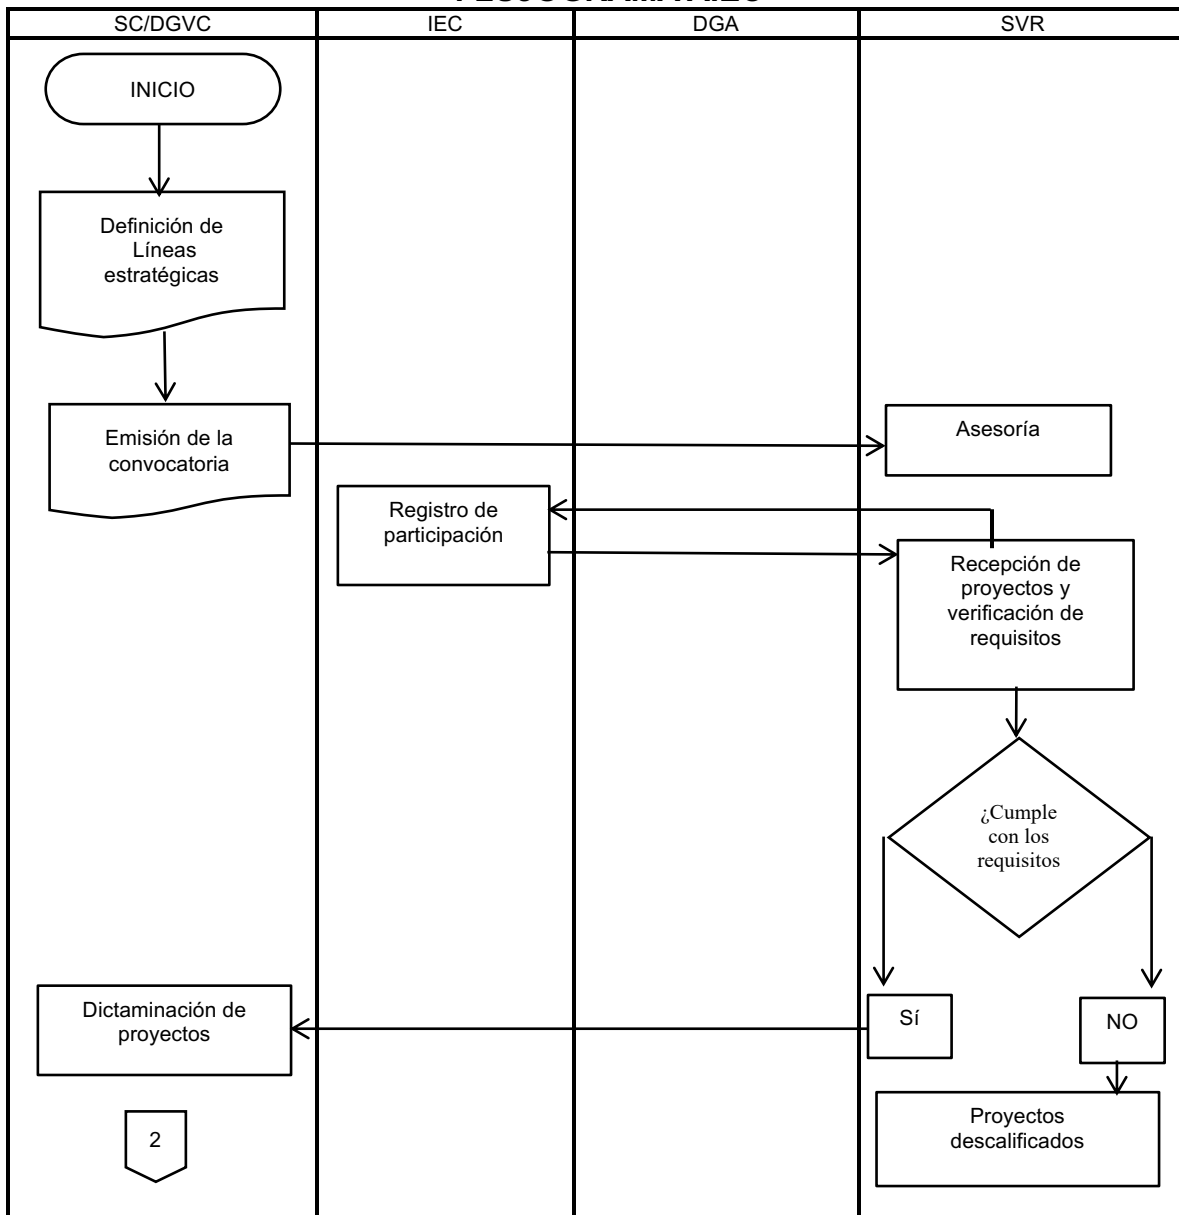 SC/DGVC
IEC
DGA
SVR
INICIO
Definición de
Líneas
estratégicas
Emisión de la
convocatoria
Asesoría
Registro de
participación
Recepción de
proyectos y
verificación de
requisitos
¿Cumple
con los
requisitos
Sí
NO
Dictaminación de
proyectos
Proyectos
descalificados
2